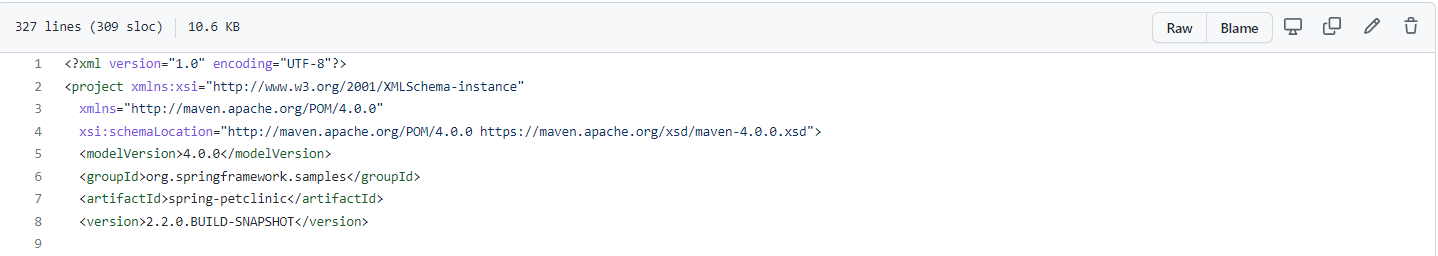 327 lines (309 sloc) 10.6 KB Raw Blame
1 <?xml version="1.0" encoding="UTF-8"?>
2 <project xmlns:xsi="http://www.w3.org/2001/XMLSchema-instance"
3 xmlns="http://maven.apache.org/POM/4.0.0"
4 xsi:schemaLocation="http://maven.apache.org/POM/4.0.0 https://maven.apache.org/xsd/maven-4.0.0.xsd">
5 <modelVersion>4.0.0</modelVersion>
6 <groupId>org.springframework.samples</groupId>
7 <artifactId>spring-petclinic</artifactId>
8 <version>2.2.0.BUILD-SNAPSHOT</version>
9